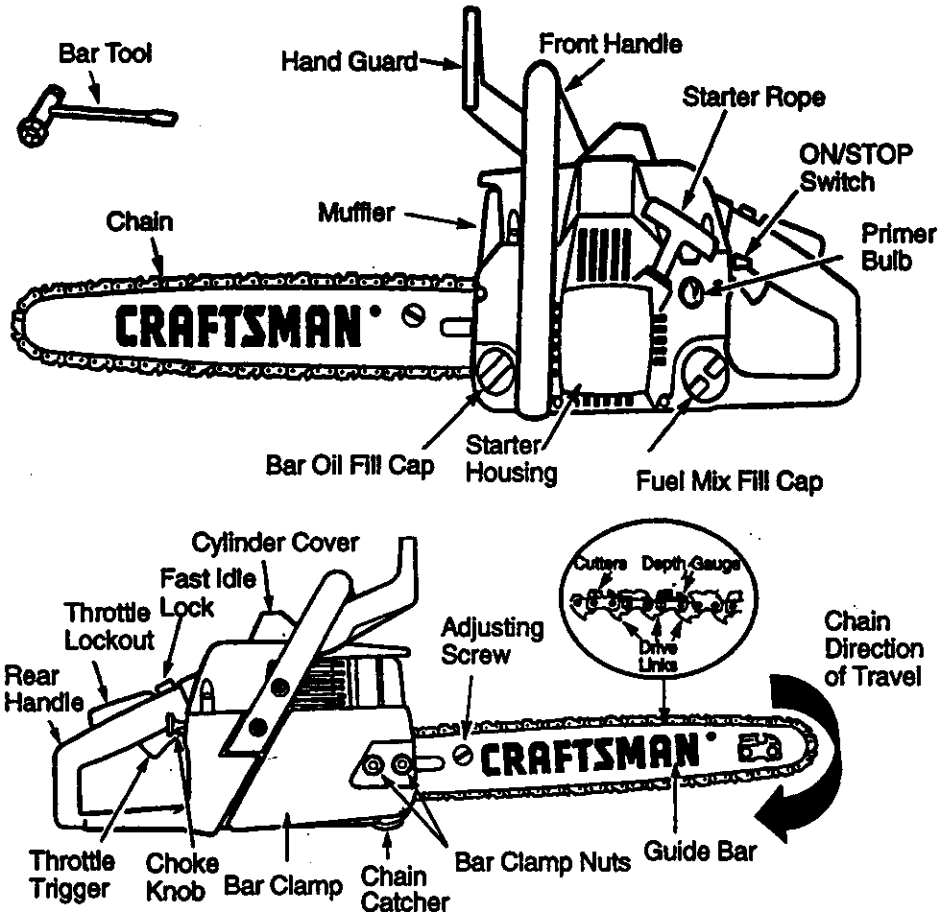 Bar Tool
Hand Guard
Front Handle
Starter Rope
ON/STOP
Switch
Primer
Bulb
Muffler
Chain
CRAFTSMAN
Bar Oil Fill Cap
Starter
Housing
Fuel Mix Fill Cap
Cylinder Cover
Fast Idle
Lock
Throttle
Lockout
Rear
Handle
Adjusting
Screw
Cutters
Depth Gauge
Drive
Links
Chain
Direction
of Travel
CRAFTSMAN
Throttle
Trigger
Choke
Knob
Bar Clamp
Chain
Catcher
Bar Clamp Nuts
Guide Bar